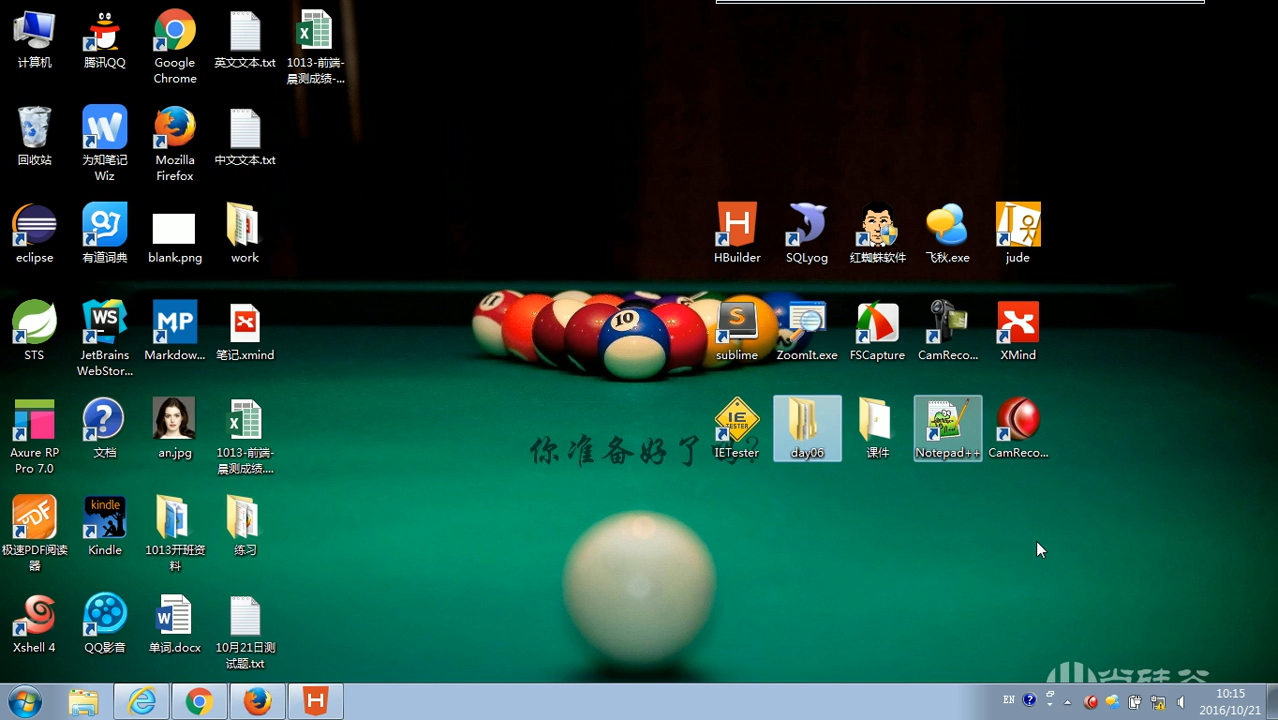 计算机
腾讯QQ
Google
Chrome
英文文本.txt
1013-前端-
晨测成绩-...
回收站
为知笔记
Wiz
Mozilla
Firefox
中文文本.txt
eclipse
有道词典
blank.png
work
HBuilder
SQLyog
红蜘蛛软件
飞秋.exe
jude
STS
JetBrains
WebStor...
Markdow...
笔记.xmind
sublime
ZoomIt.exe
FSCapture
CamReco...
XMind
Axure RP
Pro 7.0
文档
an.jpg
1013-前端-
晨测成绩....
你准备好了吗?
IETester
day06
课件
Notepad++
CamReco...
极速PDF阅读
器
Kindle
1013开班资
料
练习
Xshell 4
QQ影音
单词.docx
10月21日测
试题.txt
尚硅谷
EN
10:15
2016/10/21